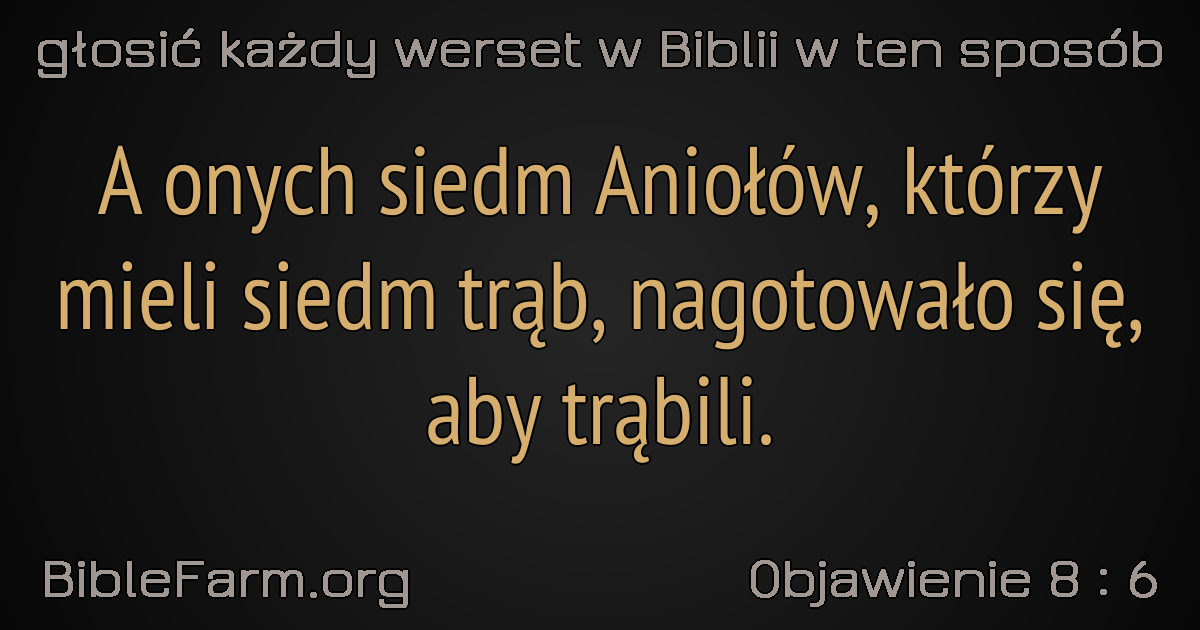 głosić każdy werset w Biblii w ten sposób
A onych siedm Aniołów, którzy
mieli siedm trąb, nagotowało się,
aby trąbili.
BibleFarm.org
Objawienie 8 : 6